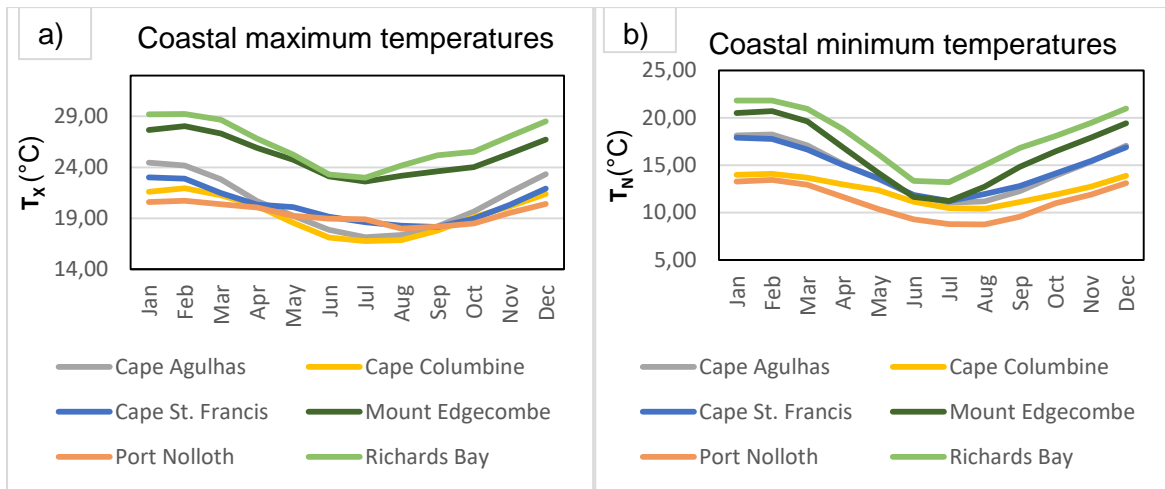 a)
Coastal maximum temperatures
TX (°C)
29,00
24,00
19,00
14,00
Jan
Feb
Mar
Apr
May
Jun
Jul
Aug
Sep
Oct
Nov
Dec
Cape Agulhas
Cape Columbine
Cape St. Francis
Mount Edgecombe
Port Nolloth
Richards Bay
b)
Coastal minimum temperatures
TN (°C)
25,00
20,00
15,00
10,00
5,00
Jan
Feb
Mar
Apr
May
Jun
Jul
Aug
Sep
Oct
Nov
Dec
Cape Agulhas
Cape Columbine
Cape St. Francis
Mount Edgecombe
Port Nolloth
Richards Bay